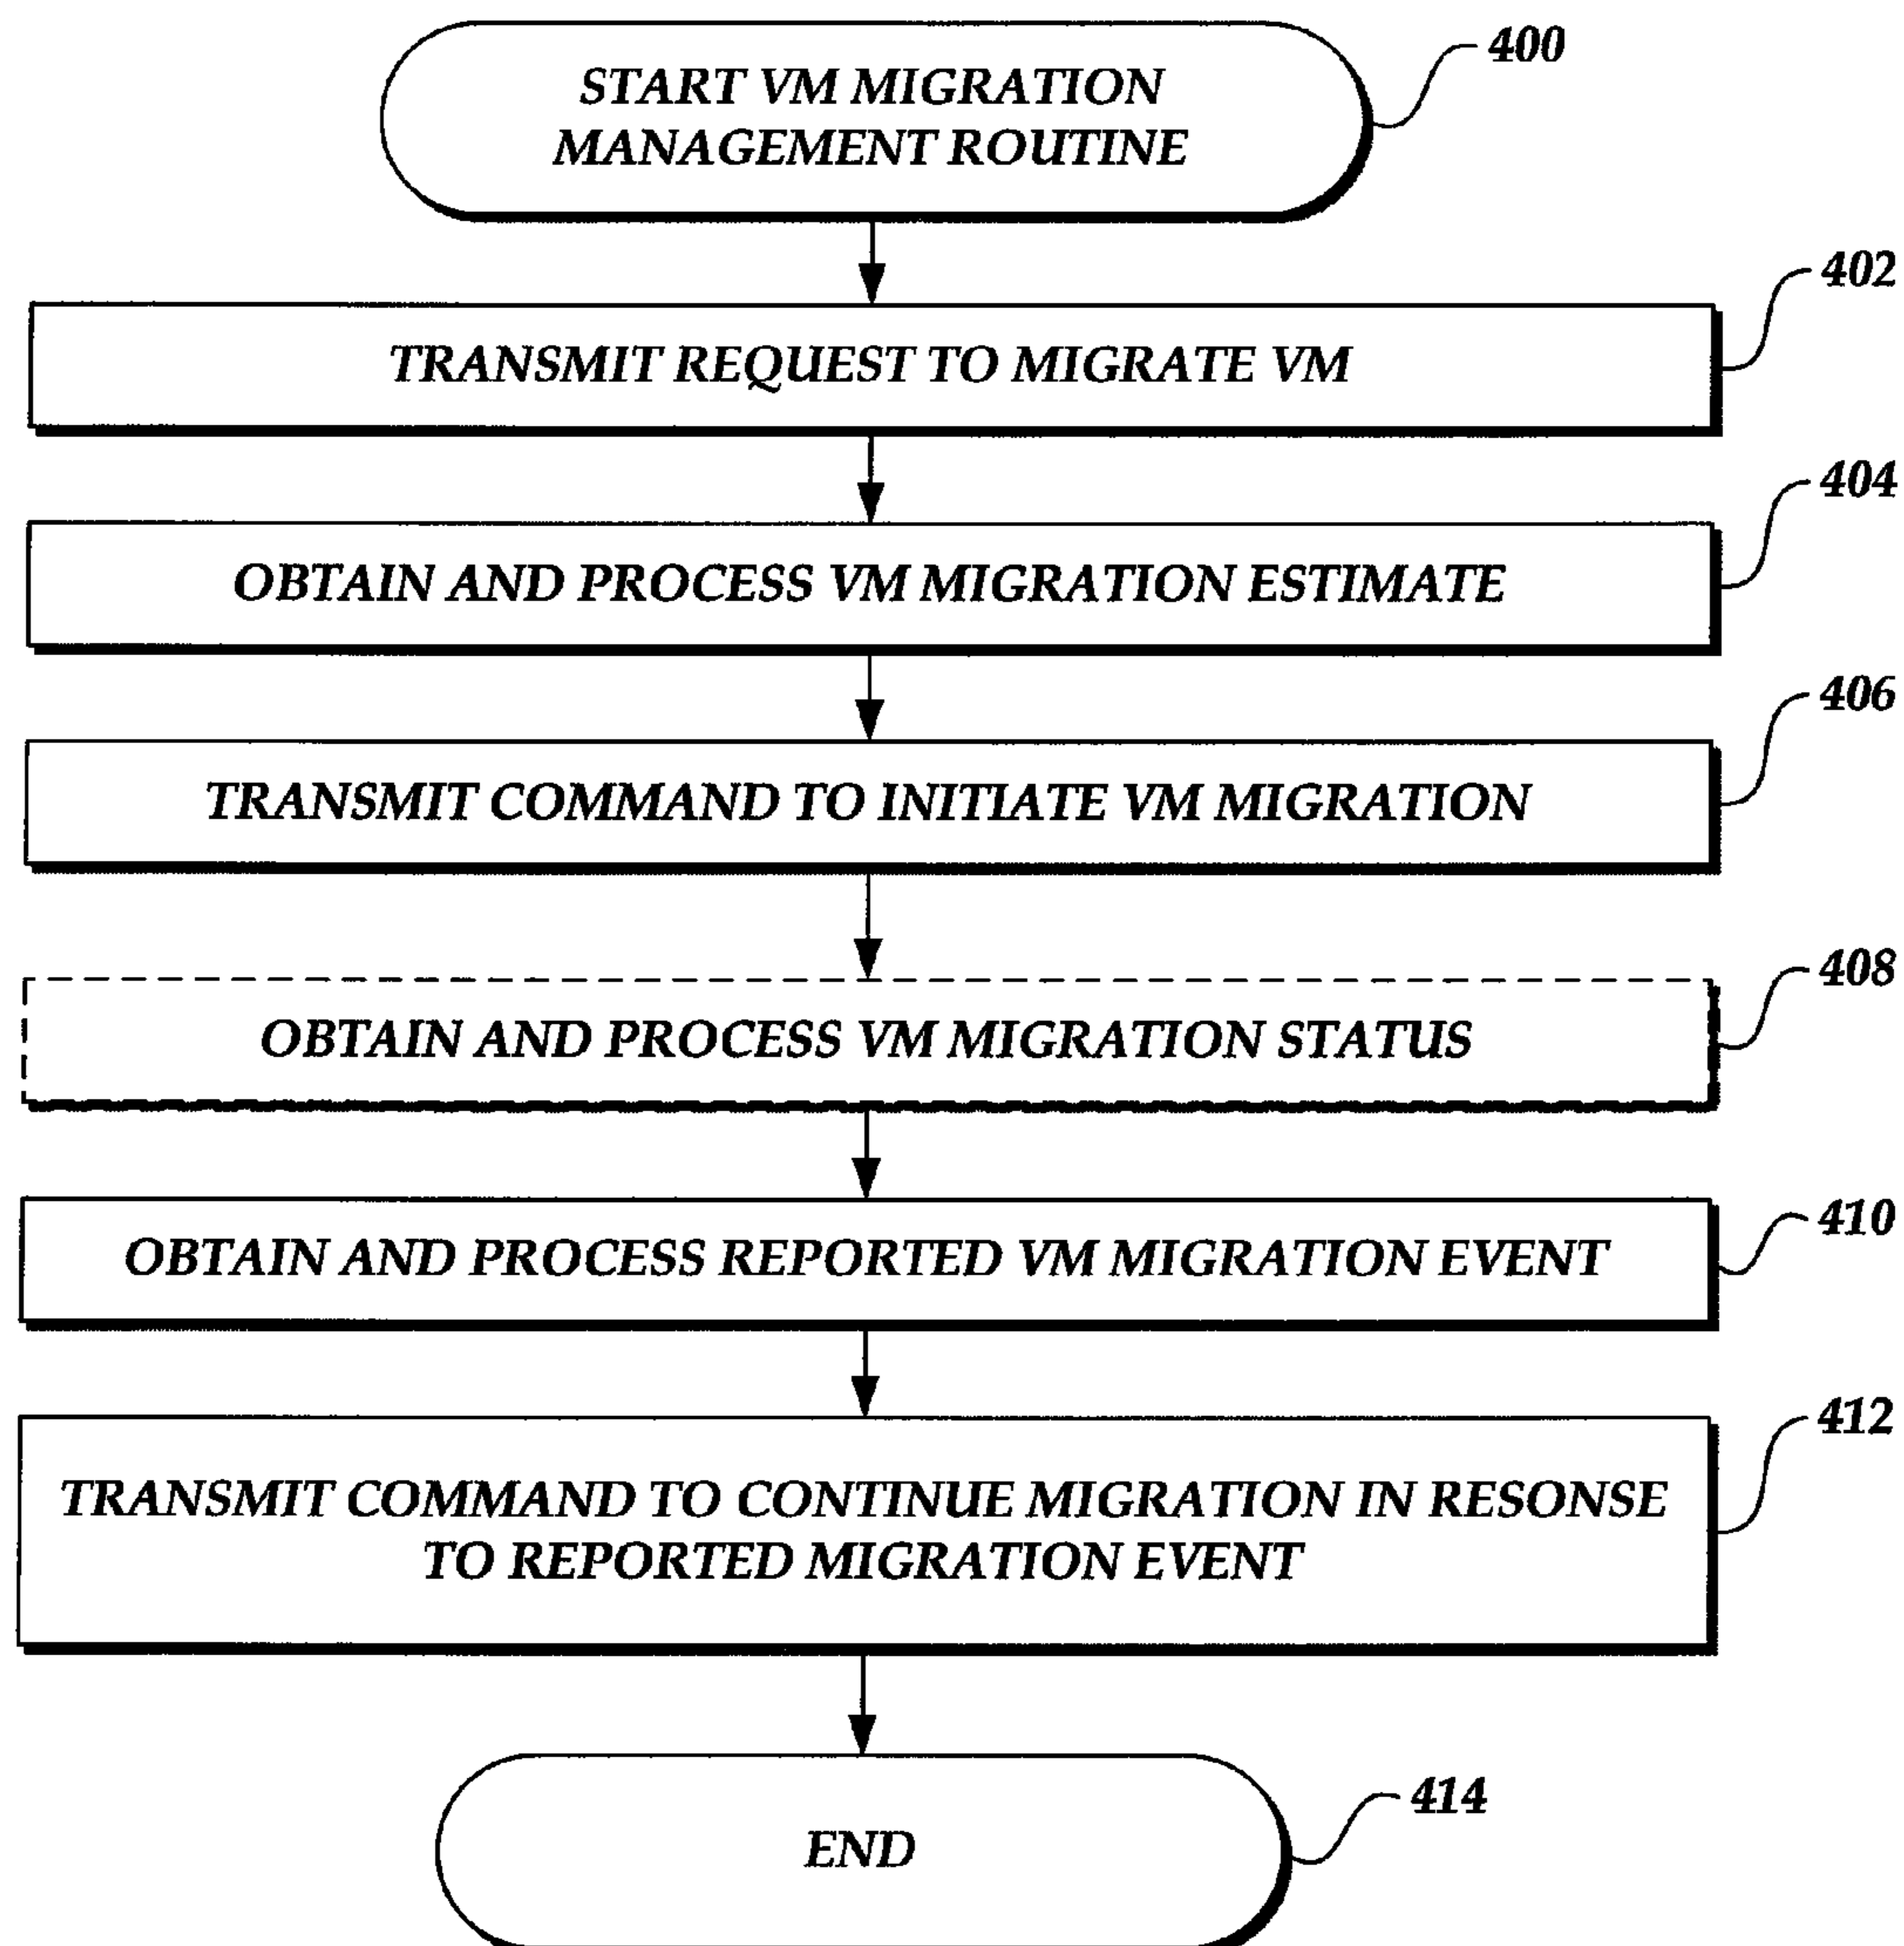 START VM MIGRATION
MANAGEMENT ROUTINE
400
402
TRANSMIT REQUEST TO MIGRATE VM
404
OBTAIN AND PROCESS VM MIGRATION ESTIMATE
406
TRANSMIT COMMAND TO INITIATE VM MIGRATION
408
OBTAIN AND PROCESS VM MIGRATION STATUS
410
OBTAIN AND PROCESS REPORTED VM MIGRATION EVENT
412
TRANSMIT COMMAND TO CONTINUE MIGRATION IN RESONSE
TO REPORTED MIGRATION EVENT
414
END